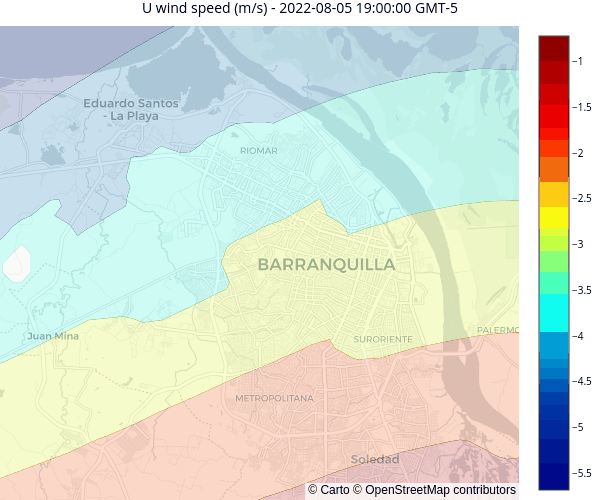 U wind speed (m/s) - 2022-08-05 19:00:00 GMT-5
Eduardo Santos
- La Playa
RIOMAR
BARRANQUILLA
Juan Mina
SURORIENTE
PALERMO
METROPOLITANA
Soledad
© Carto © OpenStreetMap contributors
−1
−1.5
−2
−2.5
−3
−3.5
−4
−4.5
−5
−5.5